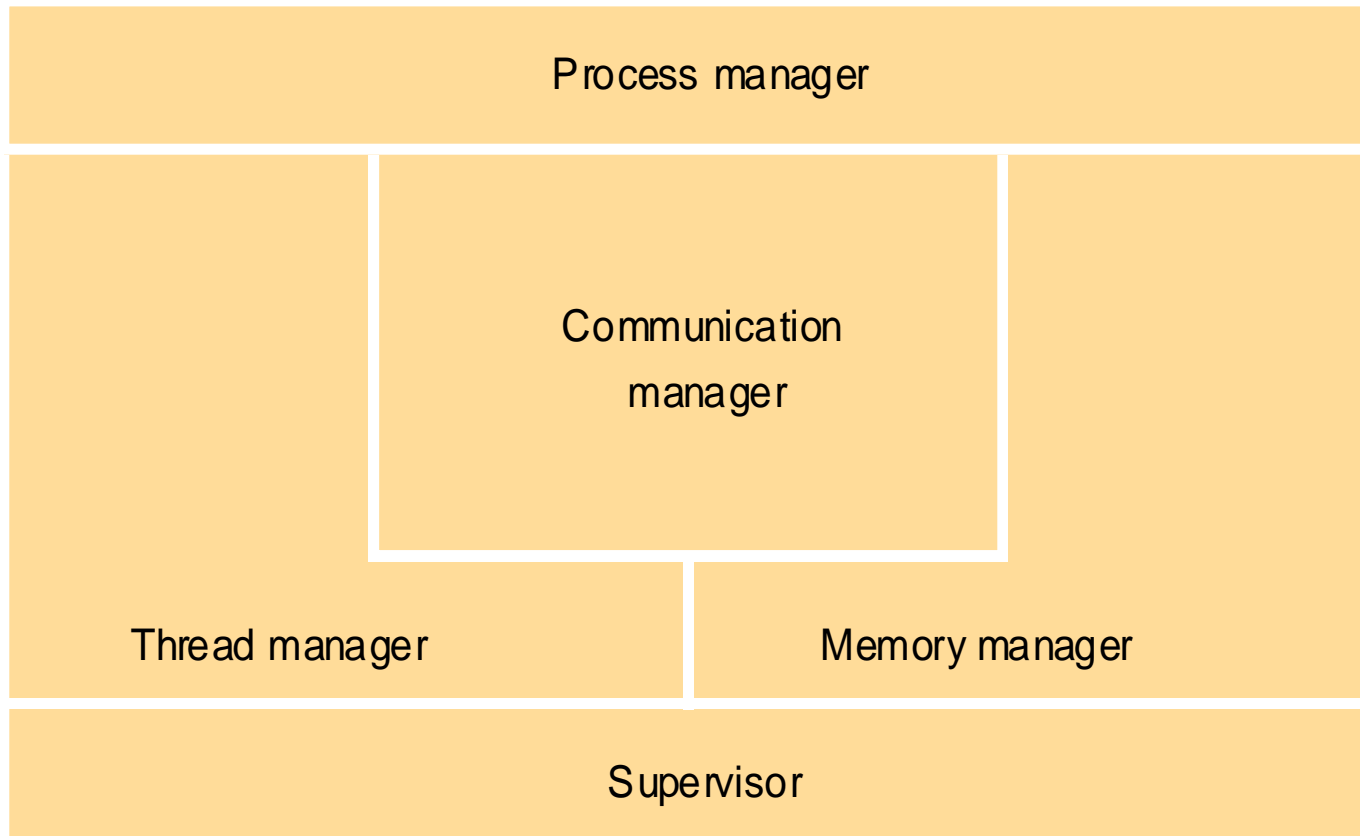 Process manager
Communication
manager
Thread manager
Memory manager
Supervisor